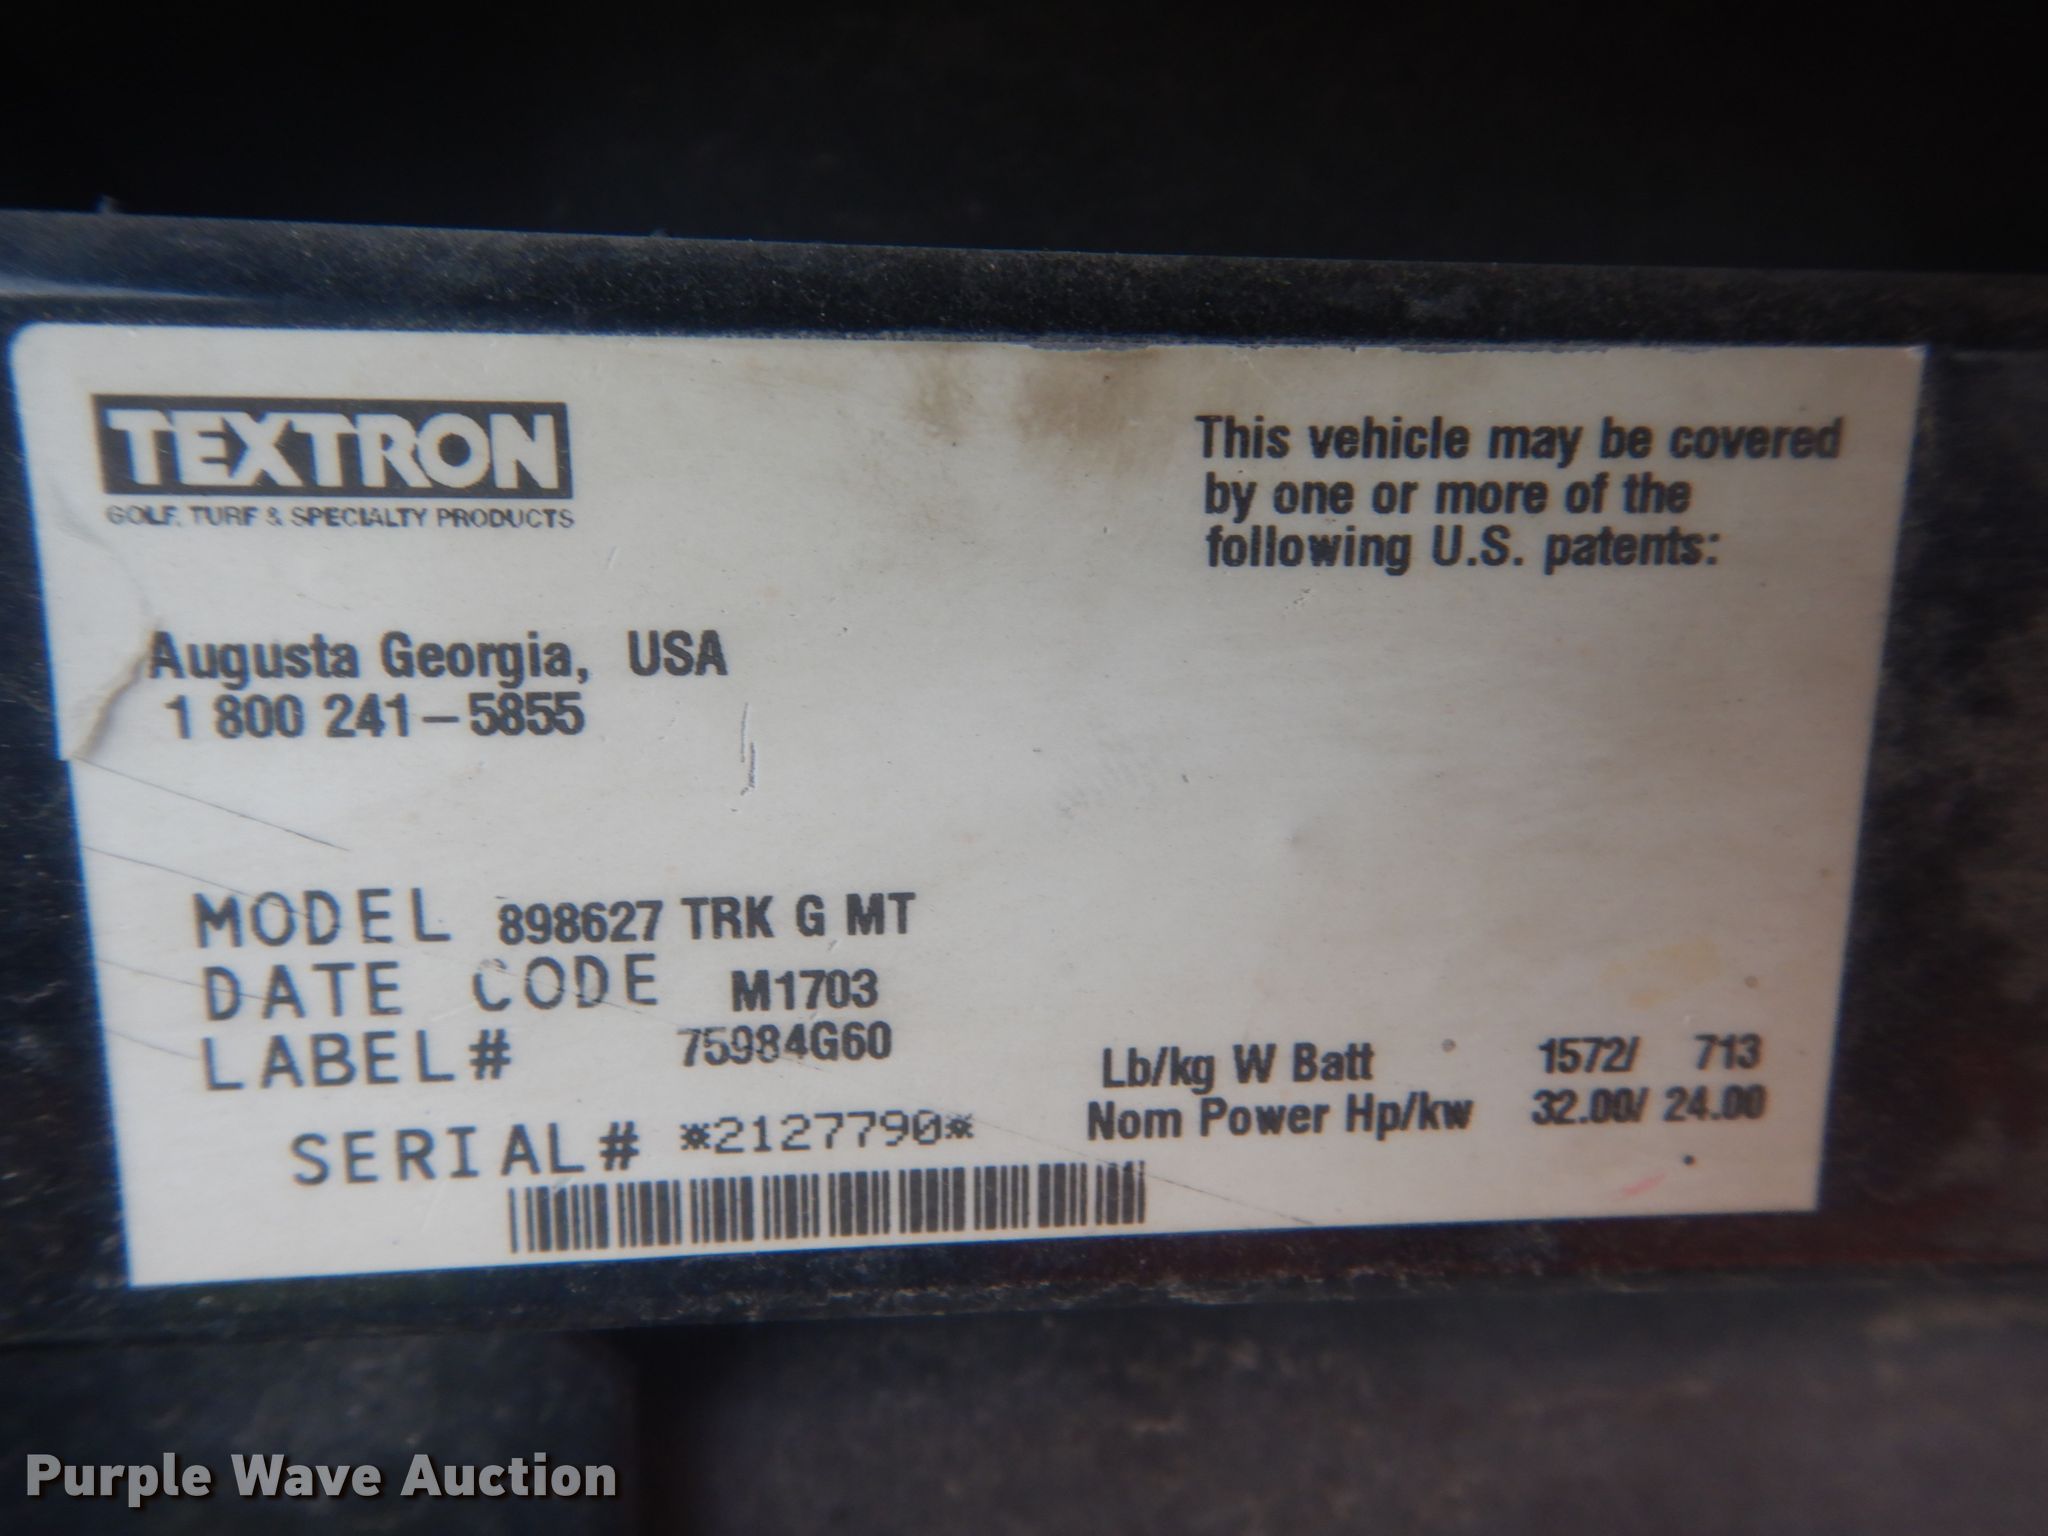 TEXTRON
GOLF, TURF & SPECIALTY PRODUCTS
Augusta Georgia, USA
1 800 241-5855
This vehicle may be covered
by one or more of the
following U.S. patents:
MODEL 898627 TRK G MT
DATE CODE M1703
LABEL# 75984G60
SERIAL# *2127790*
Lb/kg W Batt 1572/ 713
Nom Power Hp/kw 32.00/ 24.00
Purple Wave Auction